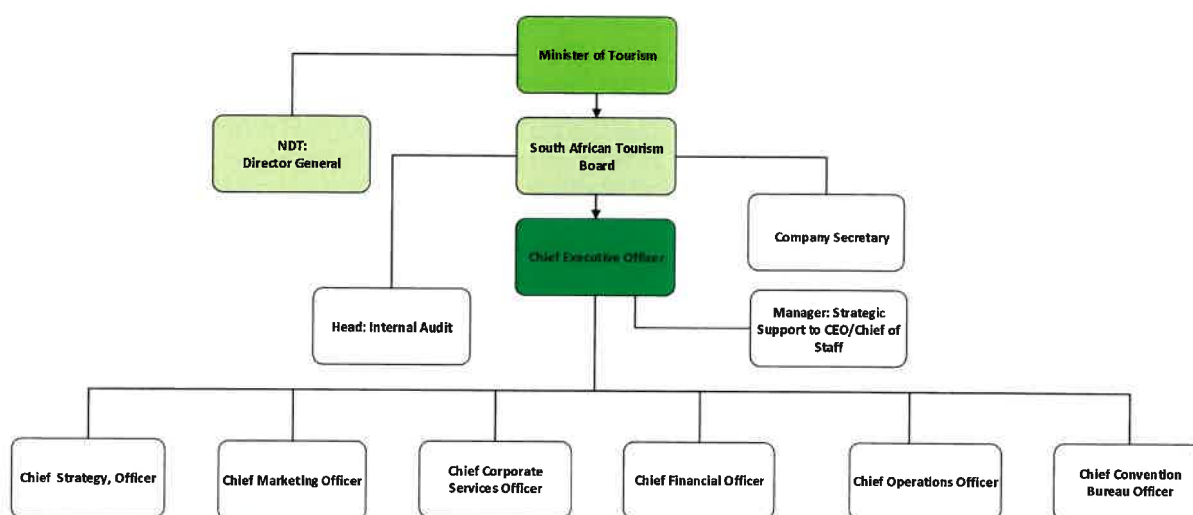 Minister of Tourism
NDT:
Director General
South African Tourism
Board
Company Secretary
Chief Executive Officer
Head: Internal Audit
Manager: Strategic
Support to CEO/Chief of
Staff
Chief Strategy, Officer
Chief Marketing Officer
Chief Corporate
Services Officer
Chief Financial Officer
Chief Operations Officer
Chief Convention
Bureau Officer